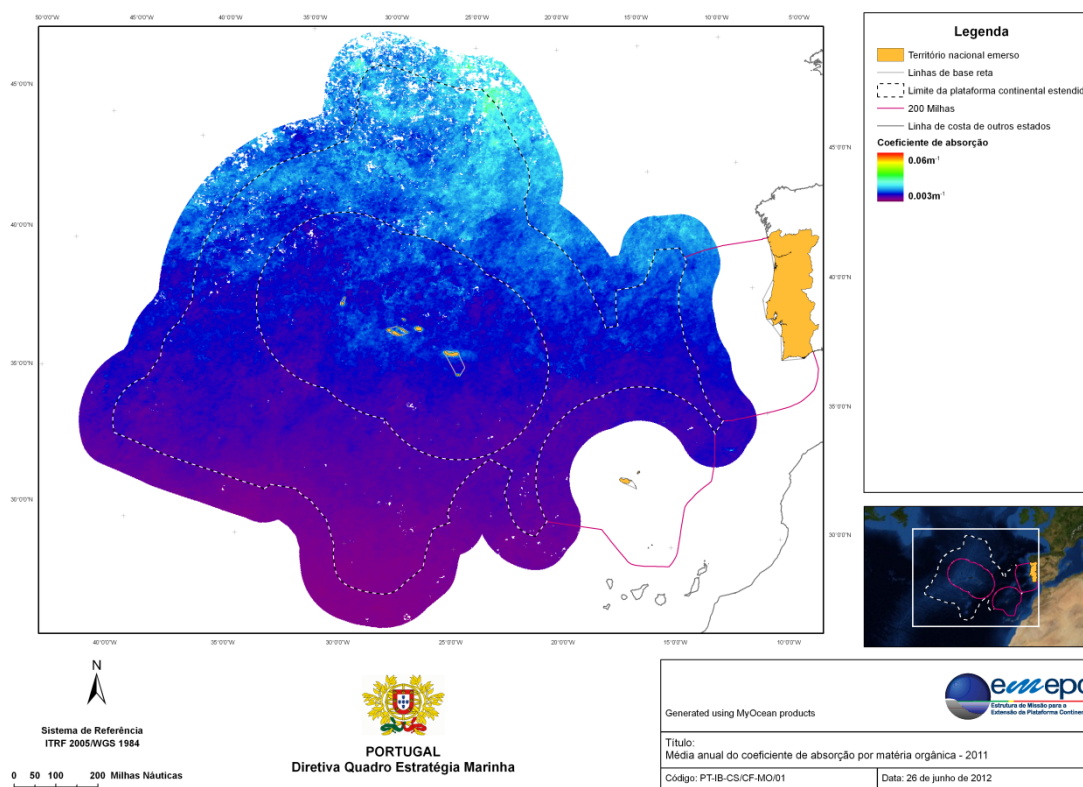 50°0'0"W 45°0'0"W 40°0'0"W 35°0'0"W 30°0'0"W 25°0'0"W 20°0'0"W 15°0'0"W 10°0'0"W 5°0'0"W
45°0'0"N
40°0'0"N
35°0'0"N
30°0'0"N
45°0'0"N
40°0'0"N
35°0'0"N
30°0'0"N
40°0'0"W 35°0'0"W 30°0'0"W 25°0'0"W 20°0'0"W 15°0'0"W 10°0'0"W
Legenda
Território nacional emerso
Linhas de base reta
Limite da plataforma continental estendid
200 Milhas
Linha de costa de outros estados
Coeficiente de absorção
0.06m⁻¹
0.003m⁻¹
N
Sistema de Referência
ITRF 2005/WGS 1984
0 50 100 200 Milhas Náuticas
PORTUGAL
Diretiva Quadro Estratégia Marinha
Generated using MyOcean products
emepc
Estrutura de Missão para a
Extensão da Plataforma Continen
Título:
Média anual do coeficiente de absorção por matéria orgânica - 2011
Código: PT-IB-CS/CF-MO/01
Data: 26 de junho de 2012